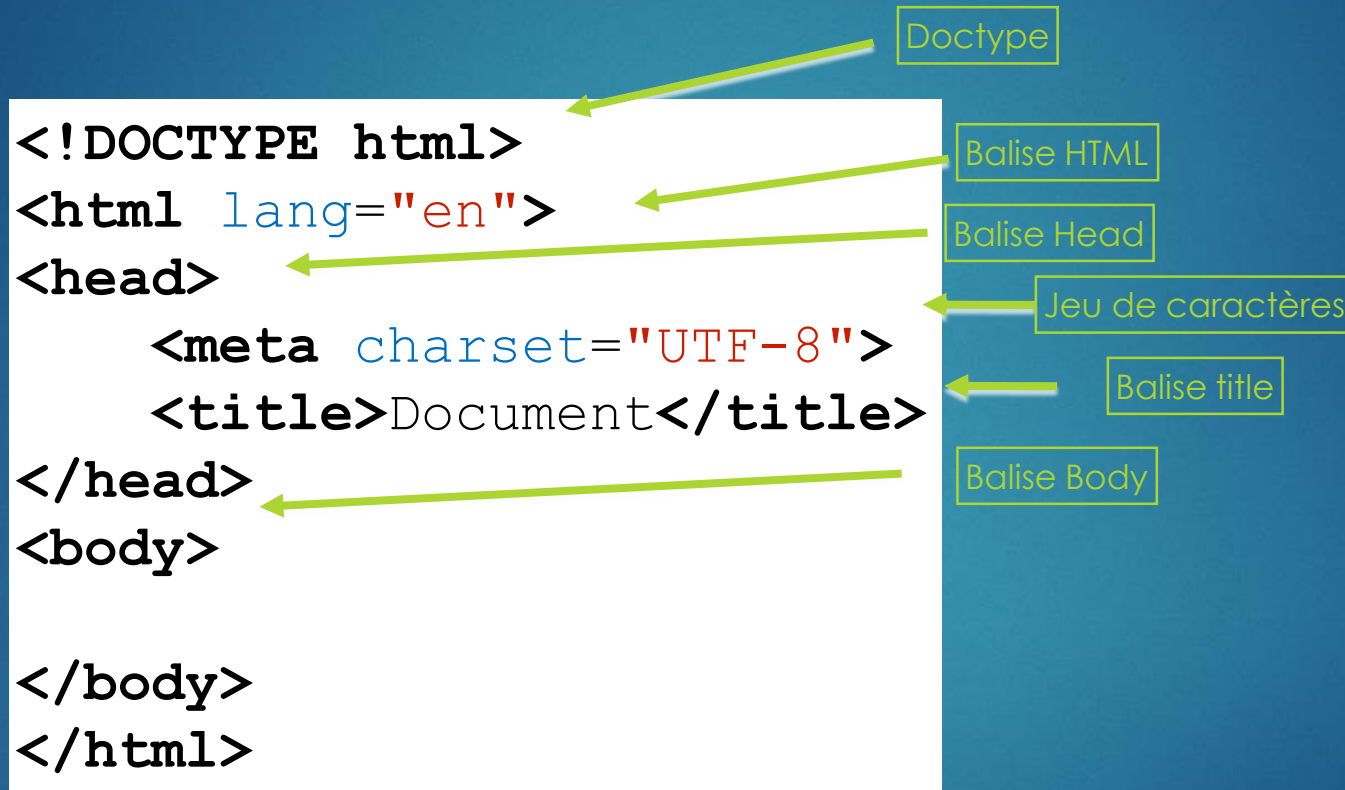 Doctype
<!DOCTYPE html>
Balise HTML
<html lang="en">
Balise Head
<head>
Jeu de caractères
    <meta charset="UTF-8">
Balise title
    <title>Document</title>
</head>
Balise Body
<body>
</body>
</html>